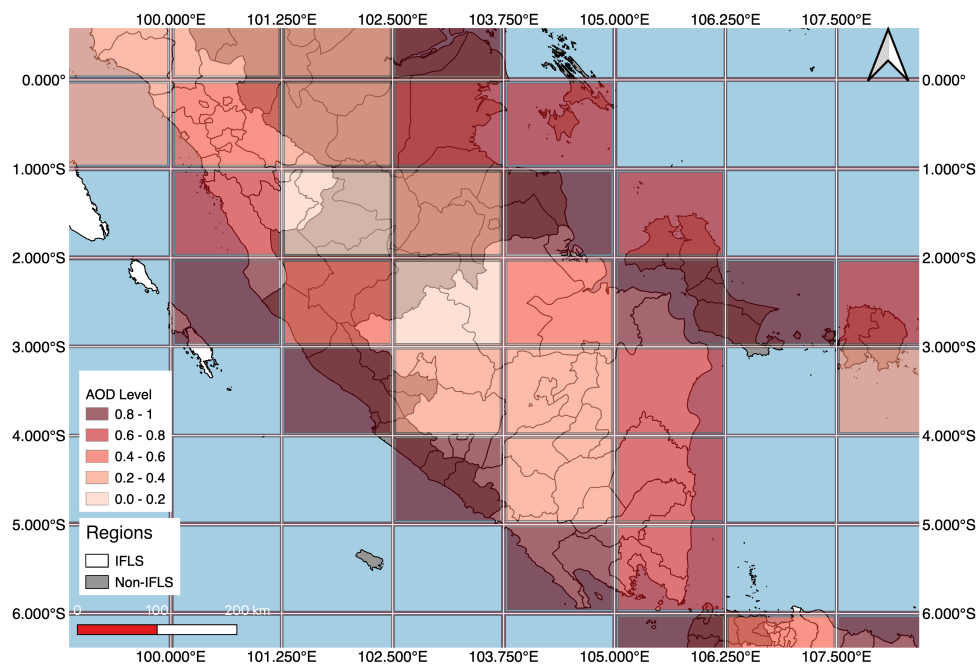 100.000°E 101.250°E 102.500°E 103.750°E 105.000°E 106.250°E 107.500°E
0.000° 0.000°
1.000°S 1.000°S
2.000°S 2.000°S
3.000°S 3.000°S
AOD Level
0.8 - 1
0.6 - 0.8
4.000°S 4.000°S
0.4 - 0.6
0.2 - 0.4
0.0 - 0.2
5.000°S 5.000°S
Regions
IFLS
Non-IFLS
0 100 200 km
6.000°S 6.000°S
100.000°E 101.250°E 102.500°E 103.750°E 105.000°E 106.250°E 107.500°E